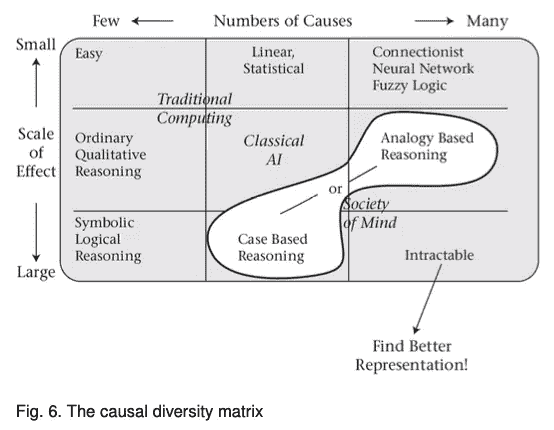 Few ← Numbers of Causes → Many
Small
Scale
of
Effect
Large
Easy
Linear,
Statistical
Connectionist
Neural Network
Fuzzy Logic
Traditional
Computing
Ordinary
Qualitative
Reasoning
Classical
AI
Analogy Based
Reasoning
or
Society
of Mind
Symbolic
Logical
Reasoning
Case Based
Reasoning
Intractable
Find Better
Representation!
Fig. 6. The causal diversity matrix